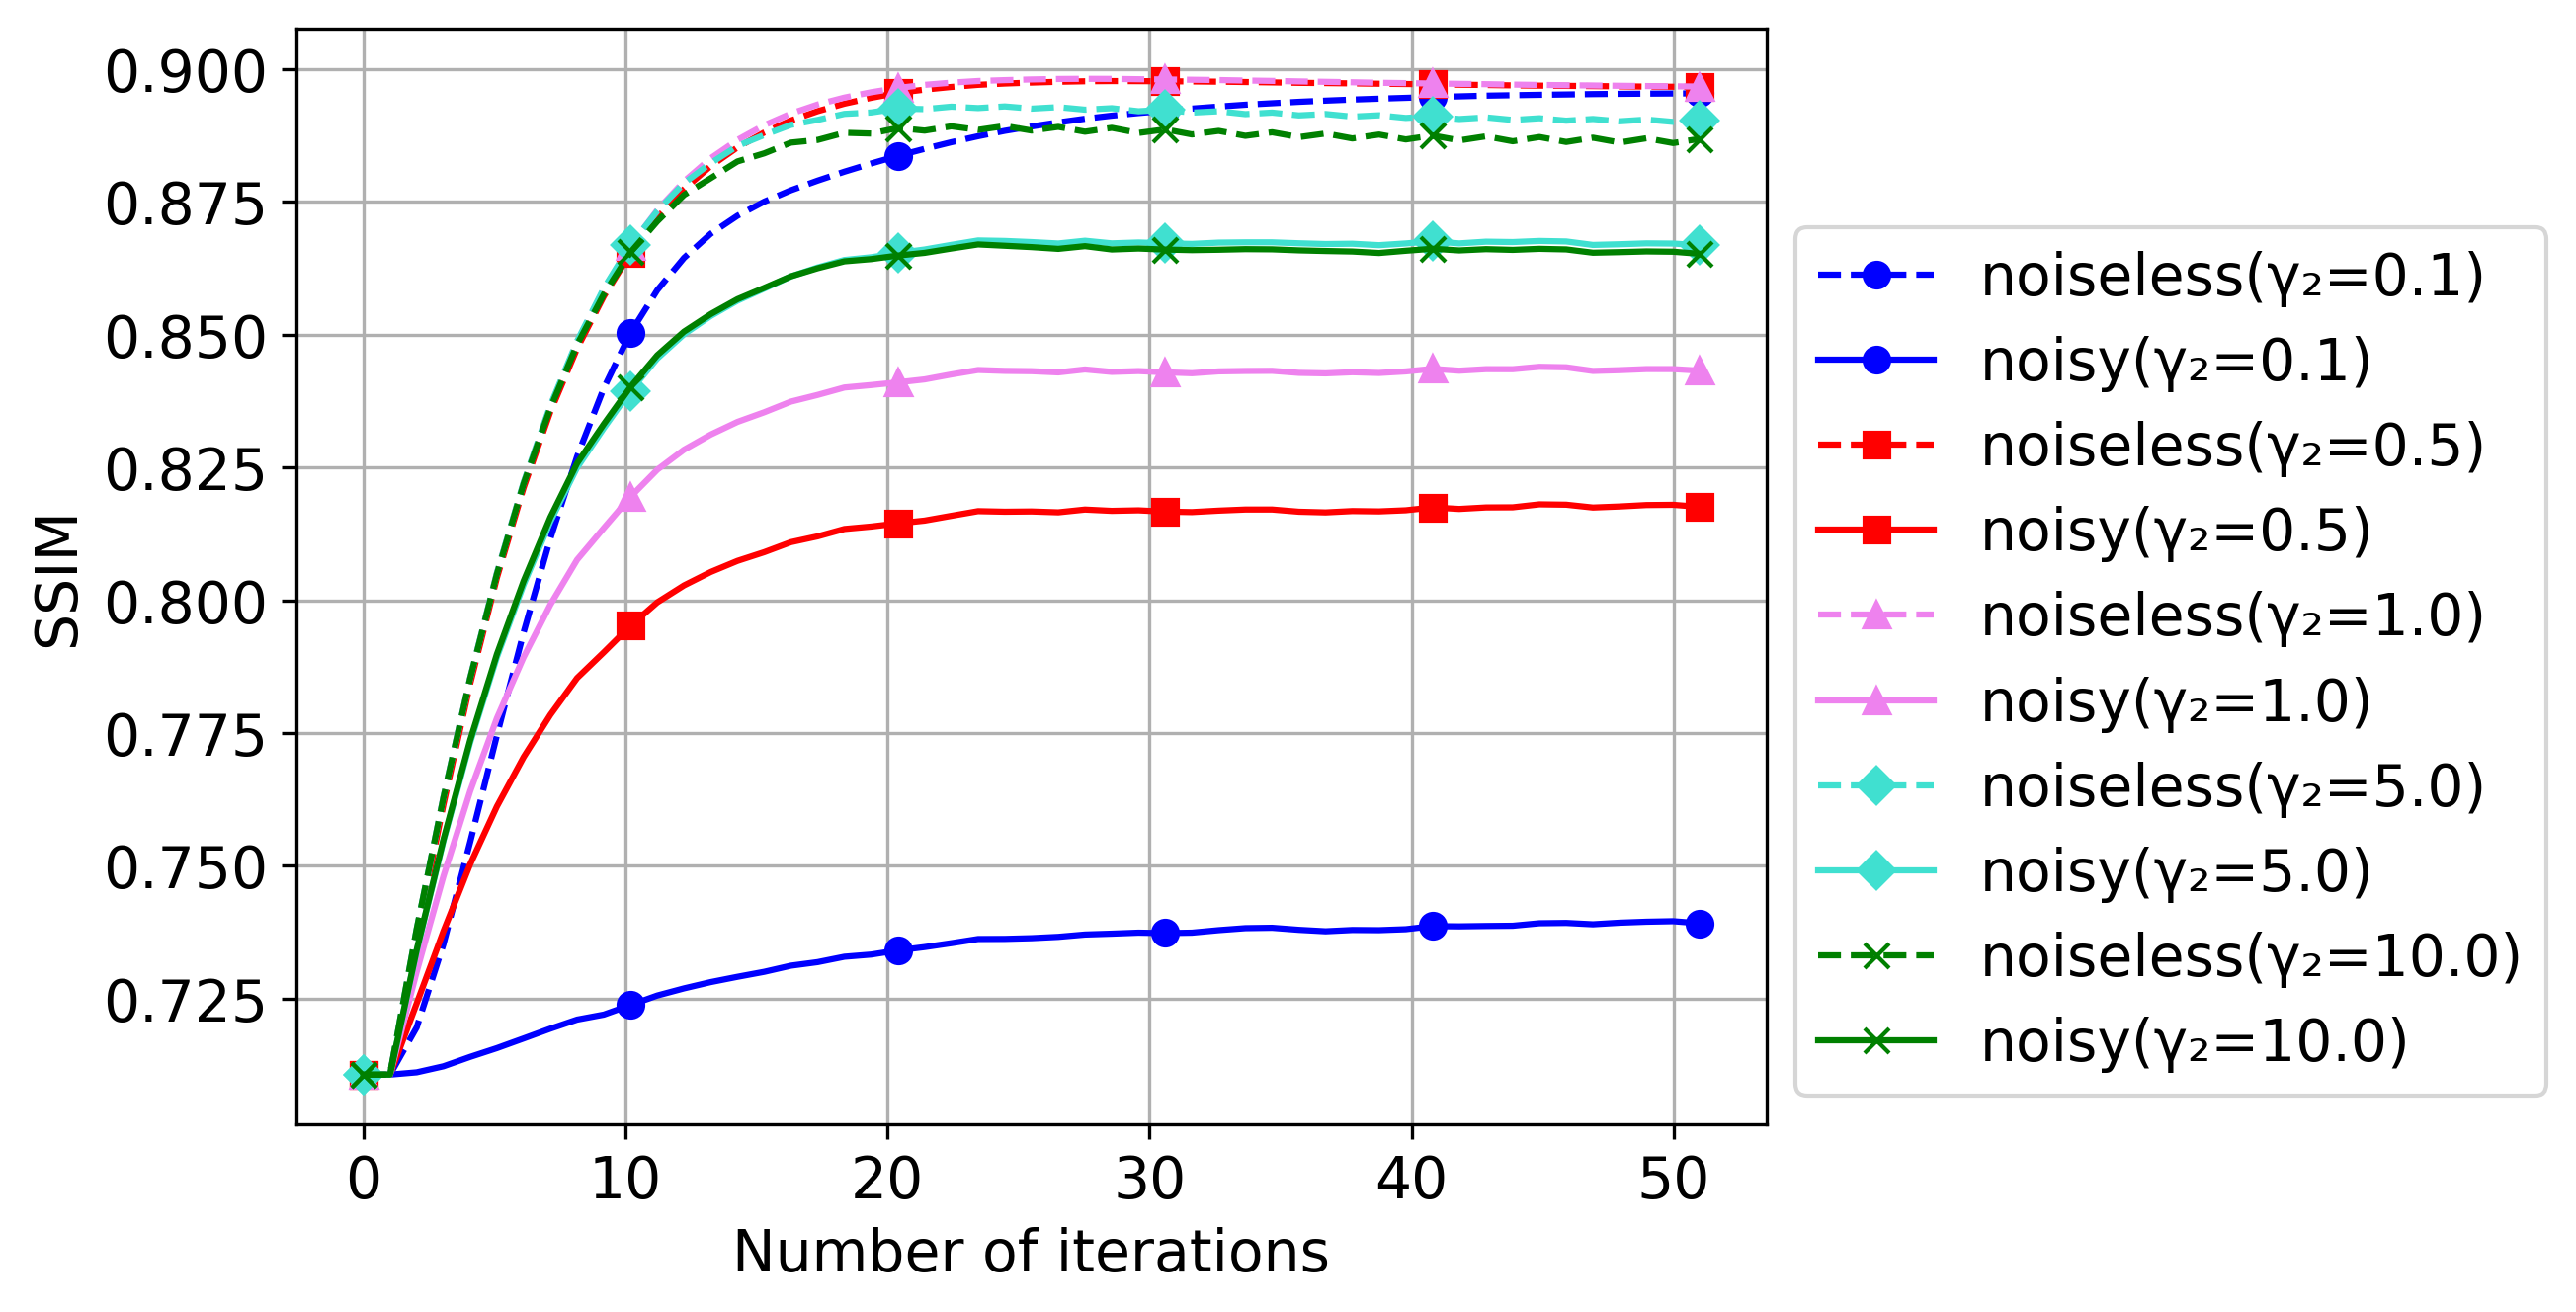 0.900
0.875
0.850
0.825
0.800
0.775
0.750
0.725
SSIM
0 10 20 30 40 50
Number of iterations
noiseless(γ₂=0.1)
noisy(γ₂=0.1)
noiseless(γ₂=0.5)
noisy(γ₂=0.5)
noiseless(γ₂=1.0)
noisy(γ₂=1.0)
noiseless(γ₂=5.0)
noisy(γ₂=5.0)
noiseless(γ₂=10.0)
noisy(γ₂=10.0)